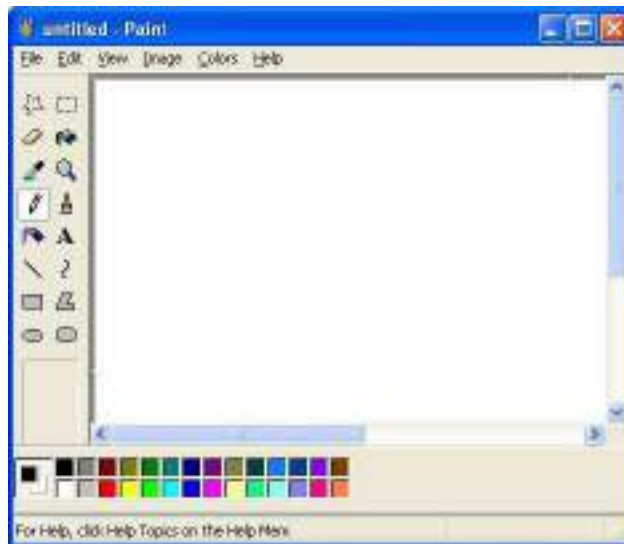 untitled - Paint
File Edit View Image Colors Help
A
For Help, click Help Topics on the Help Menu